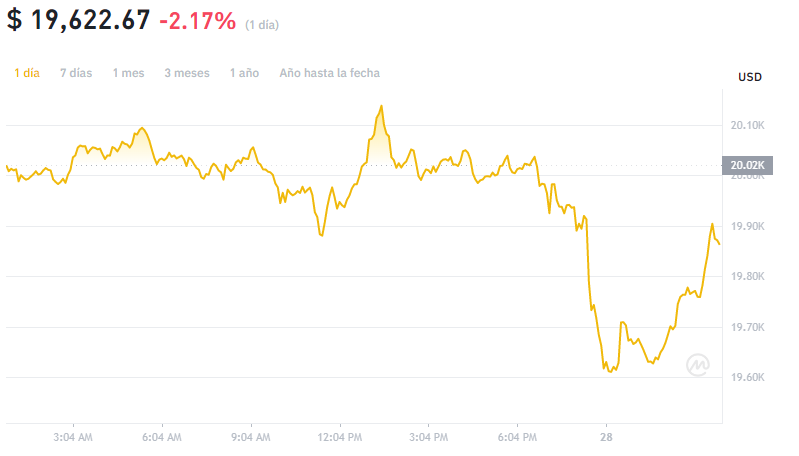 $ 19,622.67 -2.17% (1 día)
1 día 7 días 1 mes 3 meses 1 año Año hasta la fecha
USD
20.10K
20.02K
20.00K
19.90K
19.80K
19.70K
19.60K
3:04 AM 6:04 AM 9:04 AM 12:04 PM 3:04 PM 6:04 PM 28